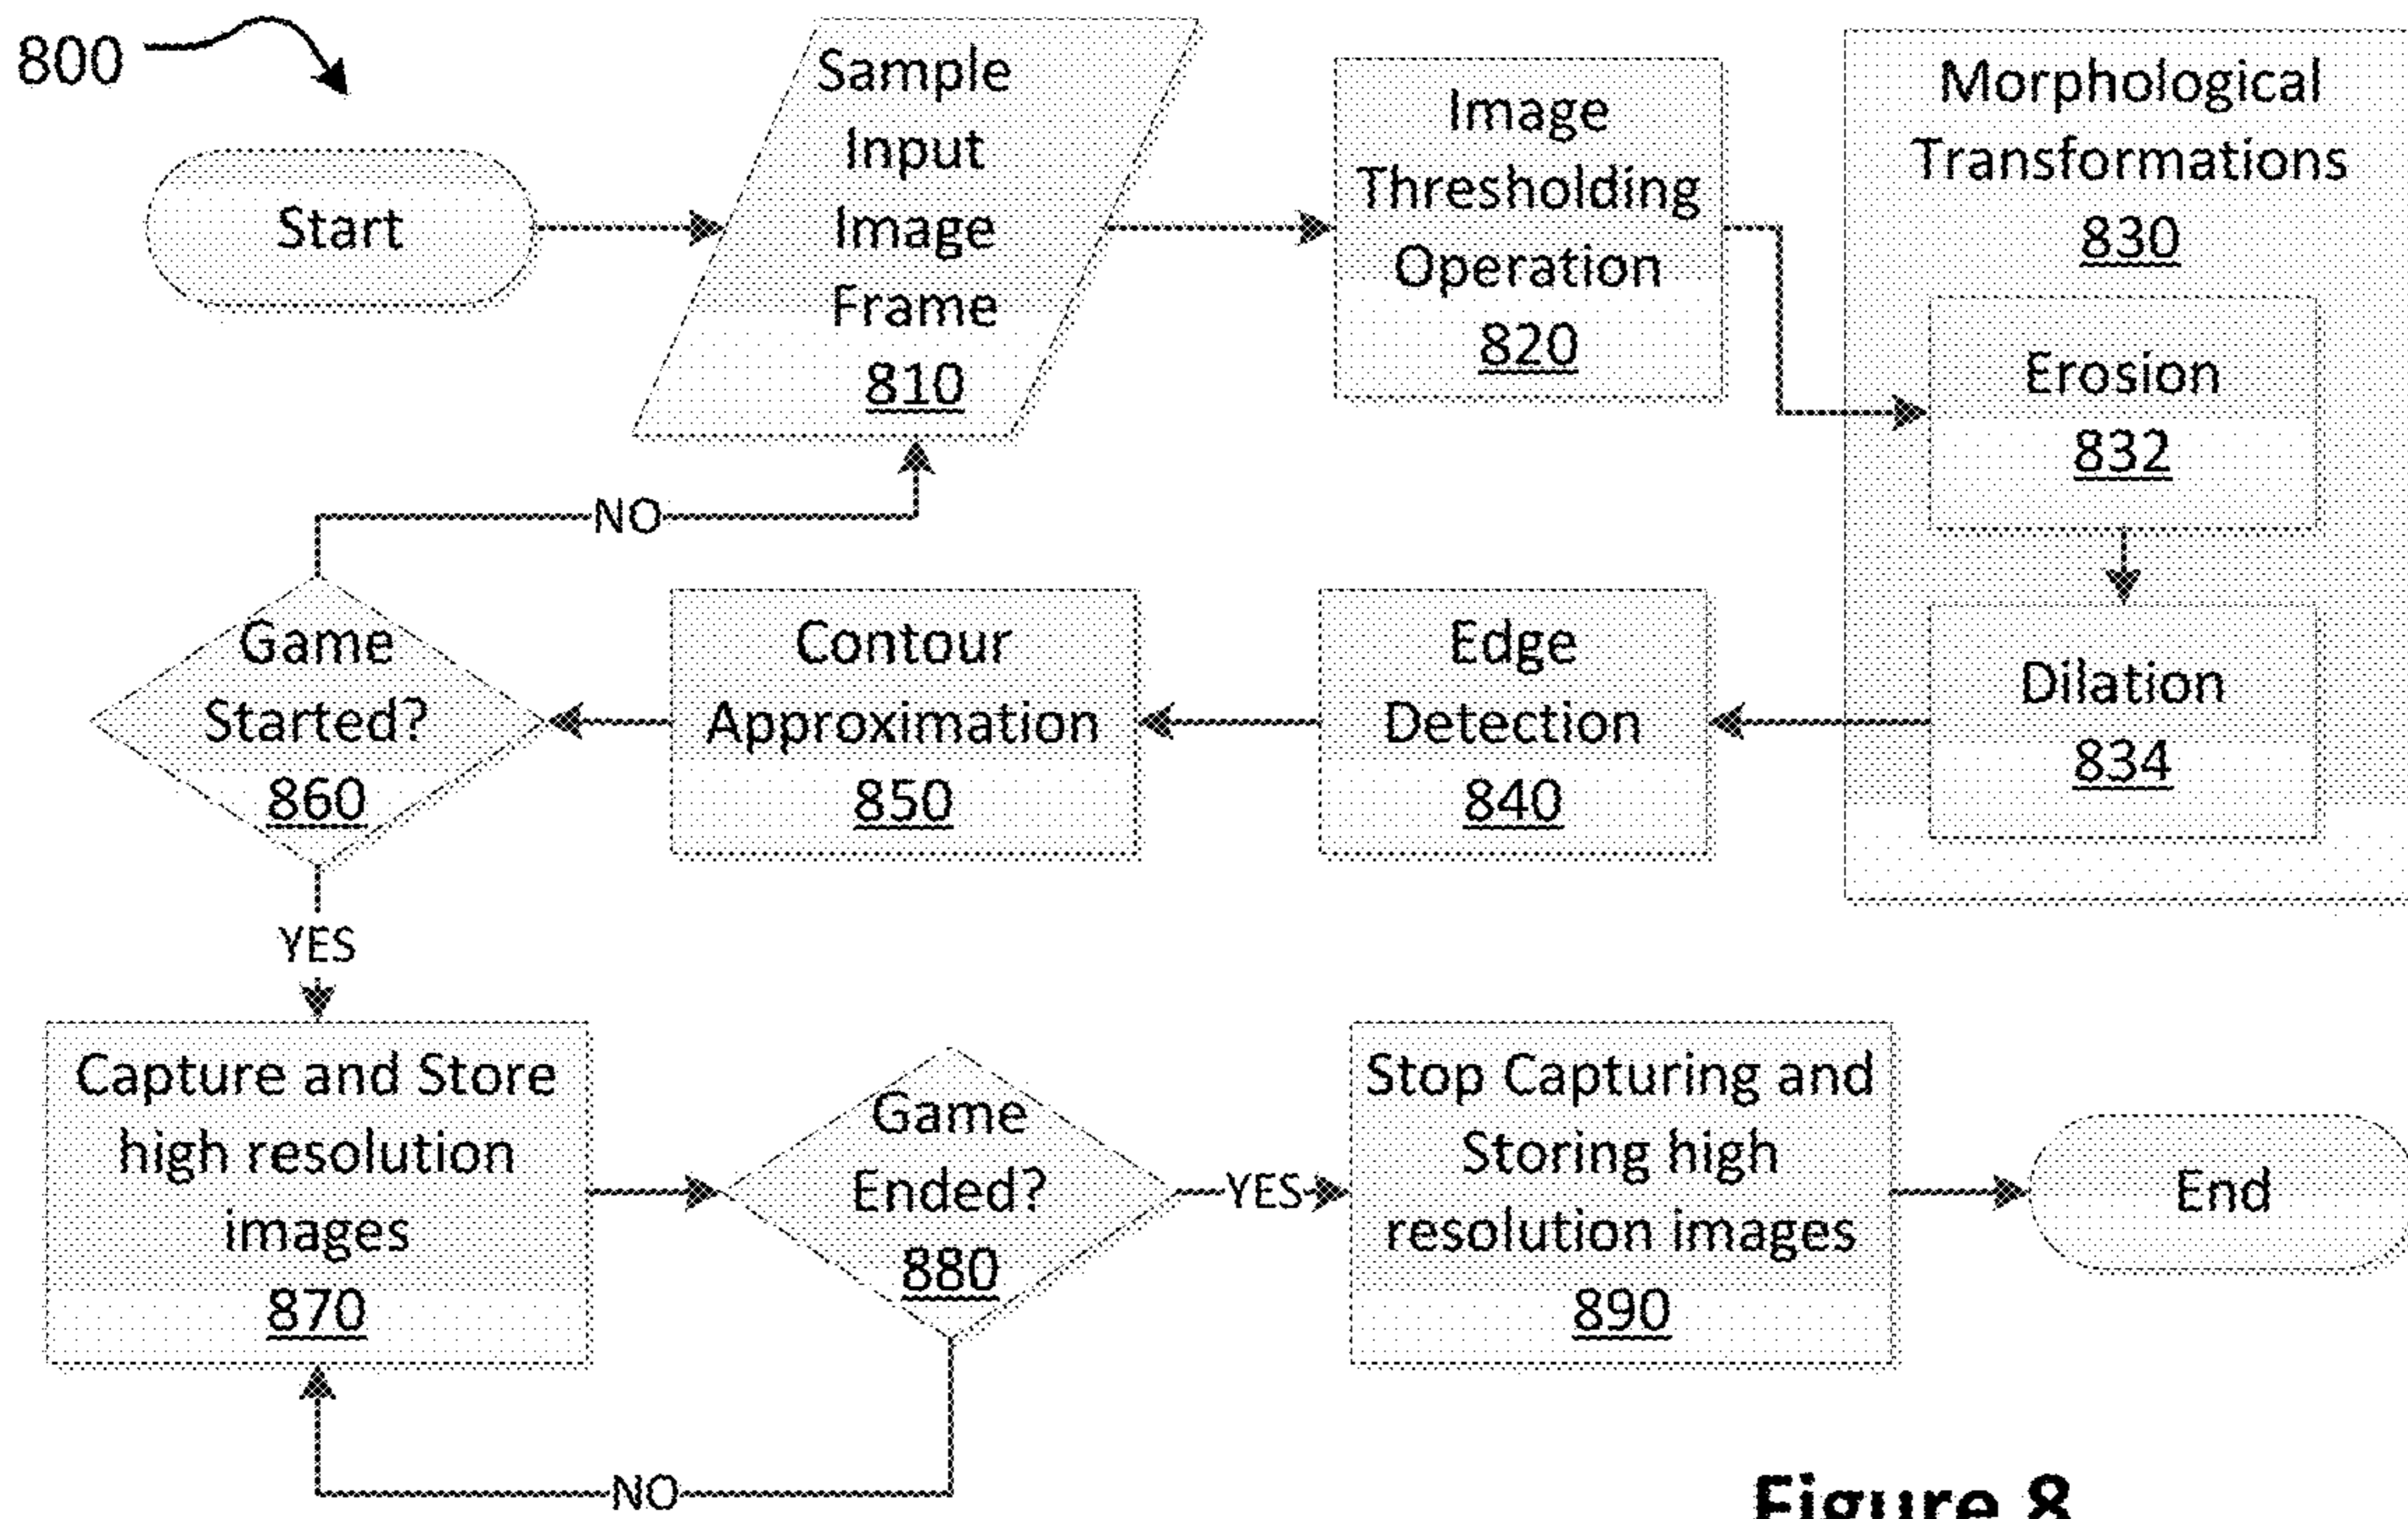 800
Start
Sample
Input
Image
Frame
810
Image
Thresholding
Operation
820
Morphological
Transformations
830
Erosion
832
Dilation
834
Edge
Detection
840
Contour
Approximation
850
Game
Started?
860
NO
YES
Capture and Store
high resolution
images
870
Game
Ended?
880
NO
YES
Stop Capturing and
Storing high
resolution images
890
End
Figure 8